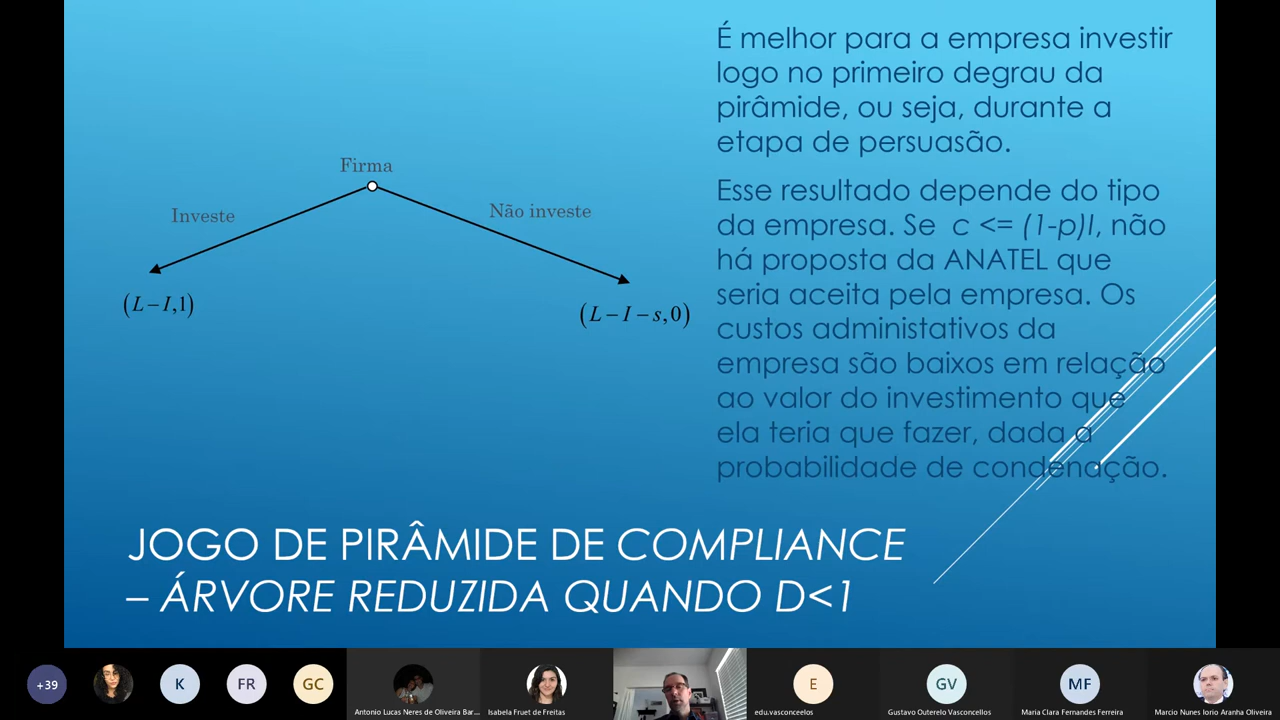 É melhor para a empresa investir
logo no primeiro degrau da
pirâmide, ou seja, durante a
etapa de persuasão.
Esse resultado depende do tipo
da empresa. Se c <= (1-p)I, não
há proposta da ANATEL que
seria aceita pela empresa. Os
custos administativos da
empresa são baixos em relação
ao valor do investimento que
ela teria que fazer, dada a
probabilidade de condenação.
Firma
Investe
Não investe
(L-I,1)
(L-I-s,0)
JOGO DE PIRÂMIDE DE COMPLIANCE
– ÁRVORE REDUZIDA QUANDO D<1
+39
K
FR
GC
Antonio Lucas Neres de Oliveira Bar...
Isabela Fruet de Freitas
E
edu.vasconceelos
GV
Gustavo Outerelo Vasconcellos
MF
Maria Clara Fernandes Ferreira
Marcio Nunes Iorio Aranha Oliveira